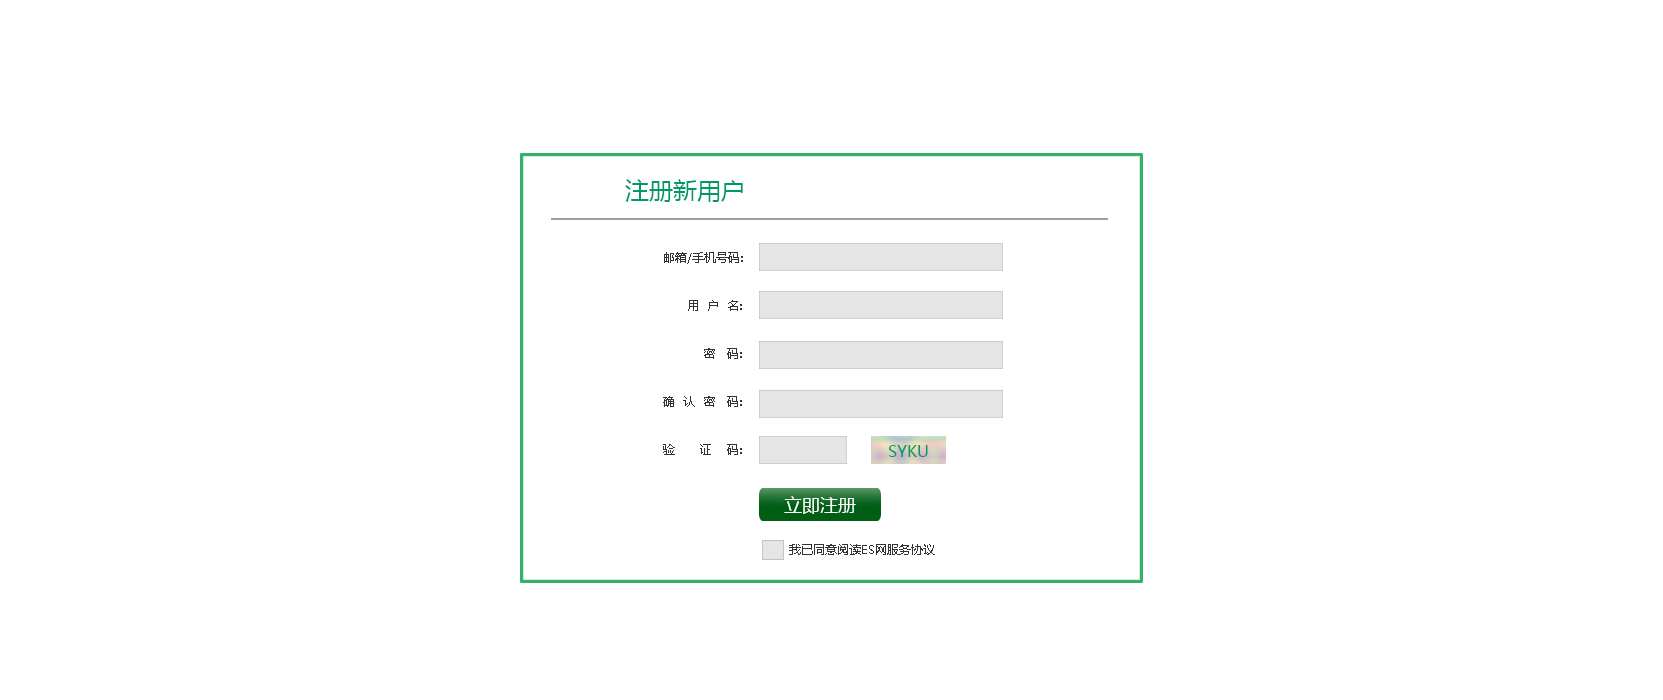 注册新用户
邮箱/手机号码:
用 户 名:
密 码:
确 认 密 码:
验 证 码: SYKU
立即注册
我已同意阅读ES网服务协议